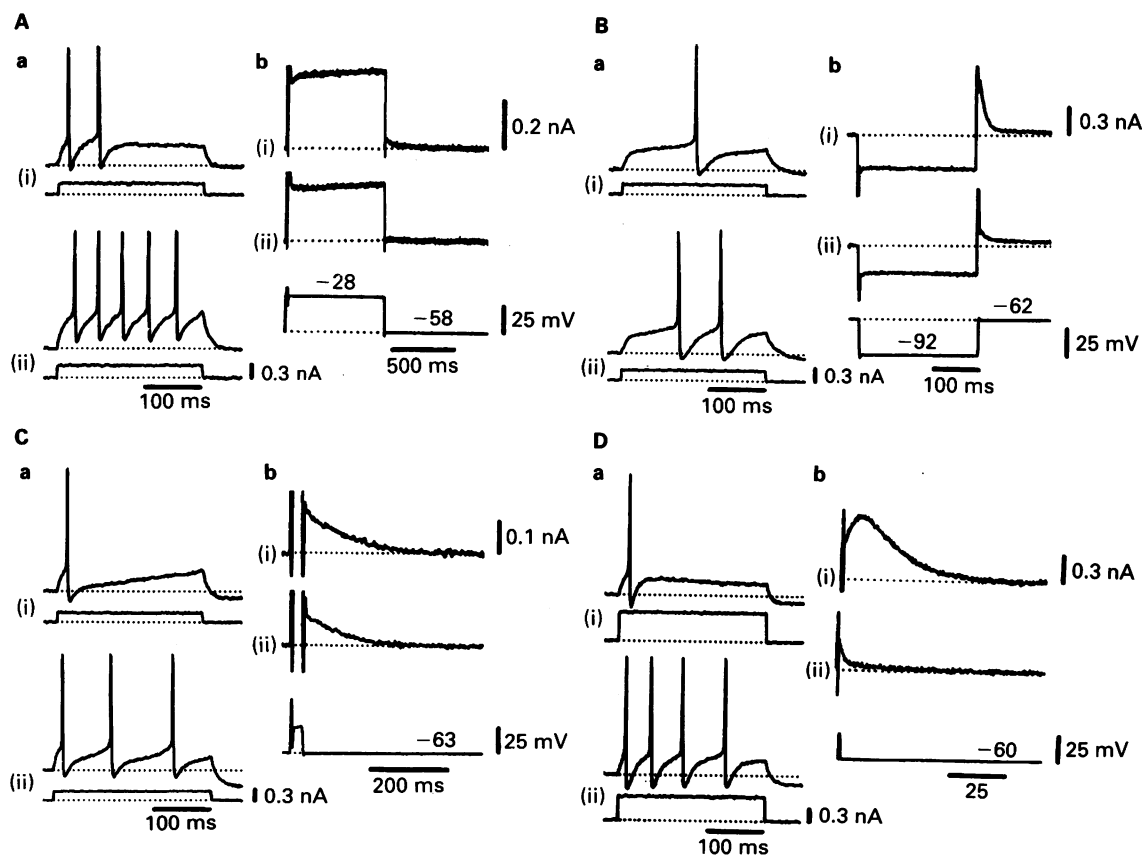 A
a
b
(i)
(i)
0.2 nA
(ii)
(ii)
−28
−58
25 mV
0.3 nA
100 ms
500 ms
B
a
b
(i)
(i)
0.3 nA
(ii)
(ii)
−62
−92
25 mV
0.3 nA
100 ms
100 ms
C
a
b
(i)
(i)
0.1 nA
(ii)
(ii)
−63
25 mV
0.3 nA
100 ms
200 ms
D
a
b
(i)
(i)
0.3 nA
(ii)
(ii)
−60
25 mV
25
0.3 nA
100 ms